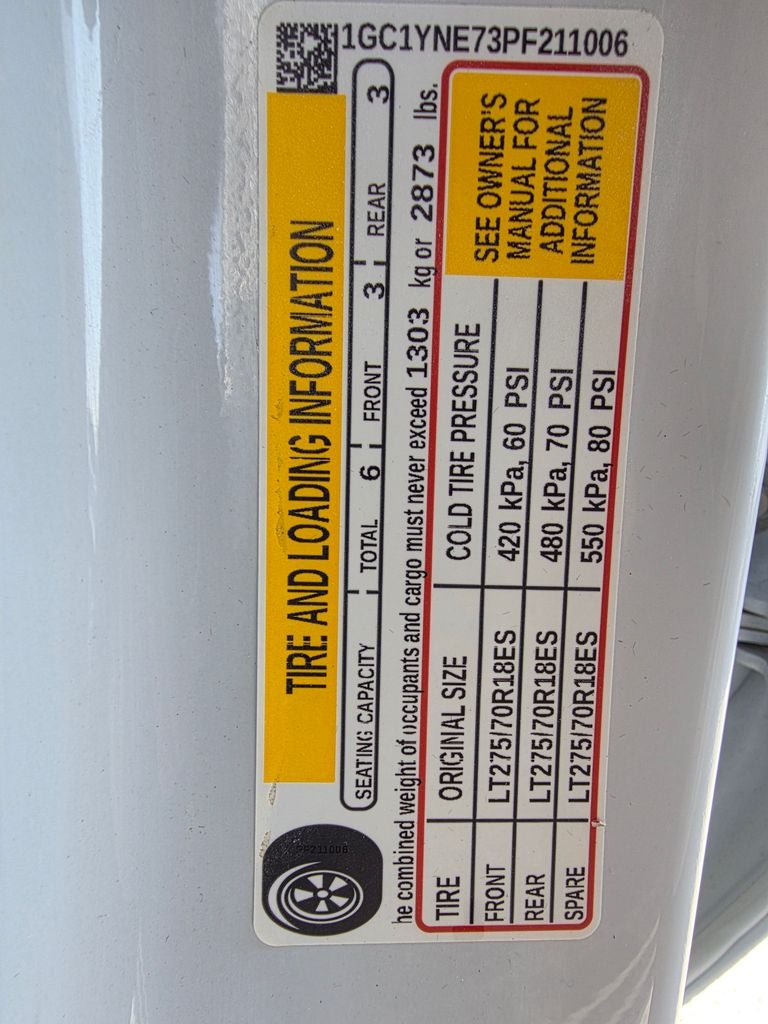 1GC1YNE73PF211006
TIRE AND LOADING INFORMATION
SEATING CAPACITY TOTAL 6 FRONT 3 REAR 3
he combined weight of occupants and cargo must never exceed 1303 kg or 2873 lbs.
TIRE ORIGINAL SIZE COLD TIRE PRESSURE
FRONT LT275/70R18ES 420 kPa, 60 PSI
REAR LT275/70R18ES 480 kPa, 70 PSI
SPARE LT275/70R18ES 550 kPa, 80 PSI
SEE OWNER'S
MANUAL FOR
ADDITIONAL
INFORMATION
PF211006